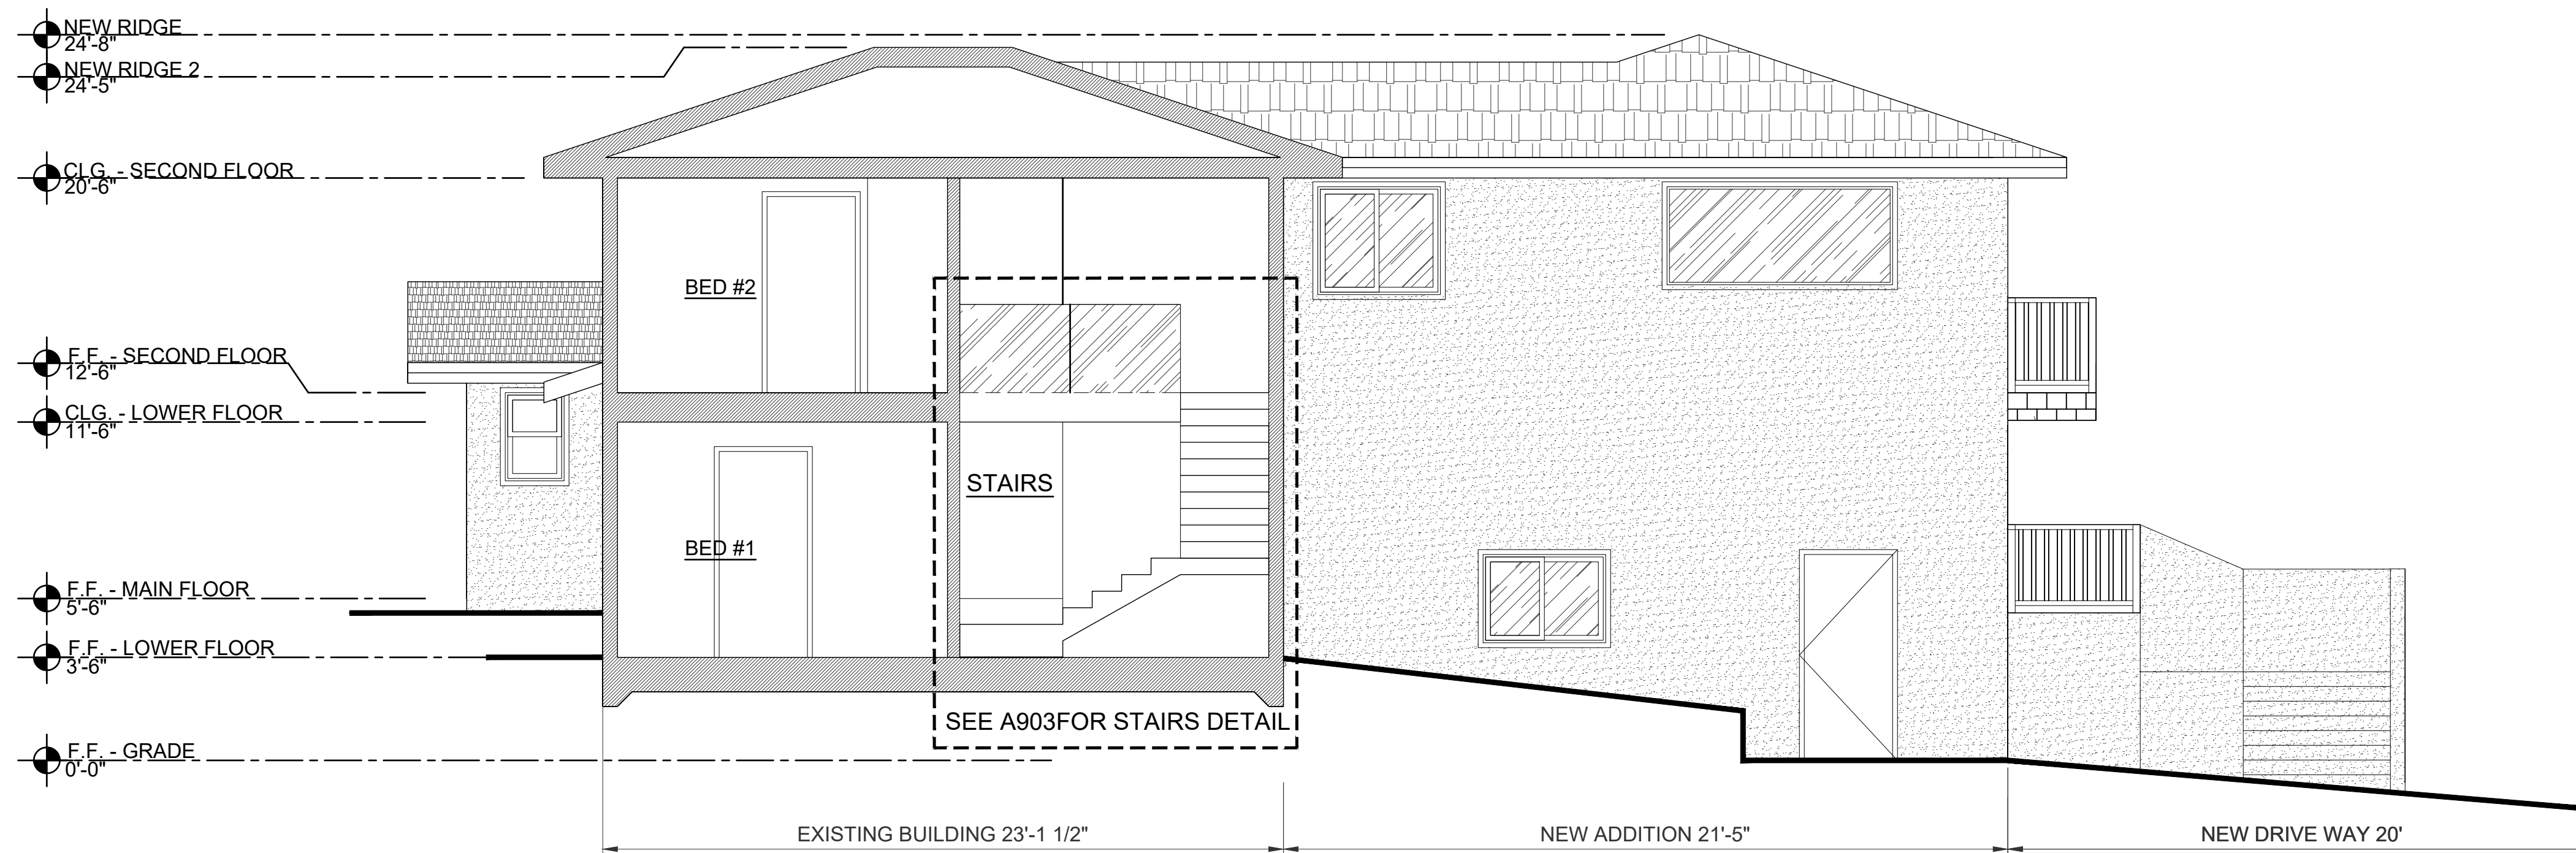 NEW RIDGE
24'-8"
NEW RIDGE 2
24'-5"
CLG. - SECOND FLOOR
20'-6"
BED #2
F.F. - SECOND FLOOR
12'-6"
CLG. - LOWER FLOOR
11'-6"
STAIRS
BED #1
F.F. - MAIN FLOOR
5'-6"
F.F. - LOWER FLOOR
3'-6"
SEE A903FOR STAIRS DETAIL
F.F. - GRADE
0'-0"
EXISTING BUILDING 23'-1 1/2"
NEW ADDITION 21'-5"
NEW DRIVE WAY 20'